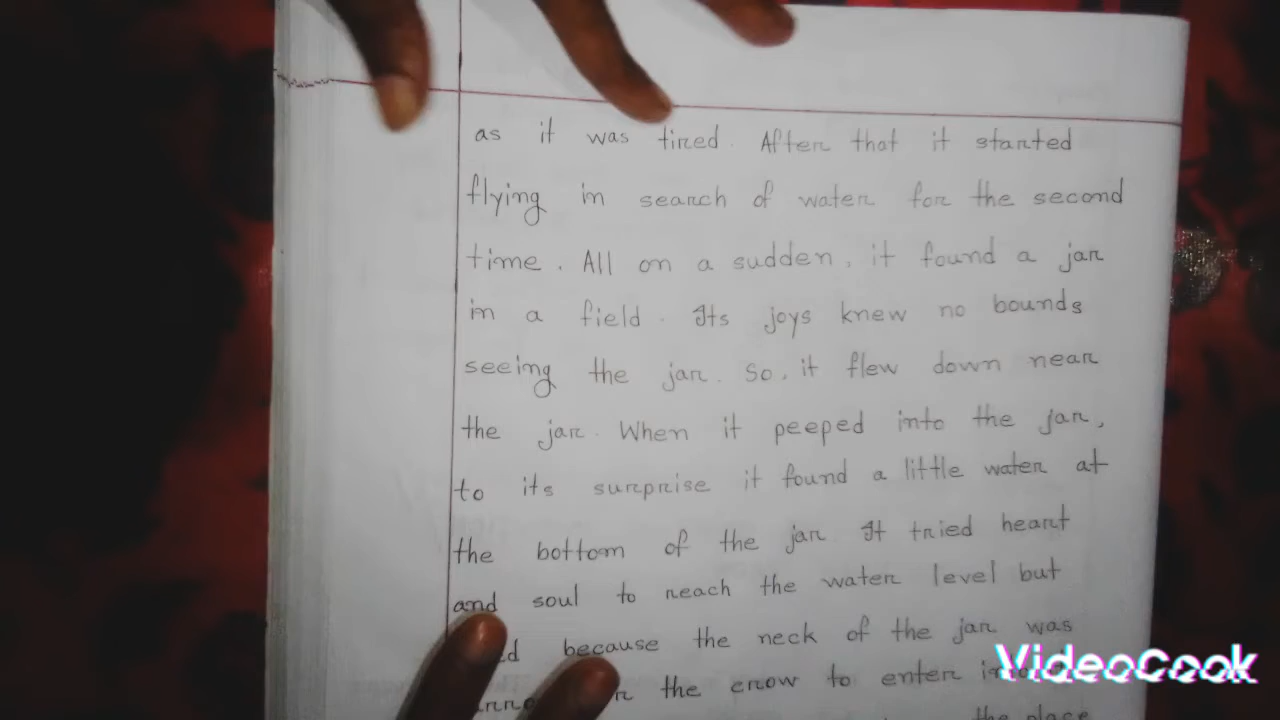 as it was tired. After that it started
flying in search of water for the second
time. All on a sudden, it found a jar
in a field. Its joys knew no bounds
seeing the jar. So, it flew down near
the jar. When it peeped into the jar,
to its surprise it found a little water at
the bottom of the jar. It tried heart
and soul to reach the water level but
because the neck of the jar was
the crow to enter
the place
VideoCook